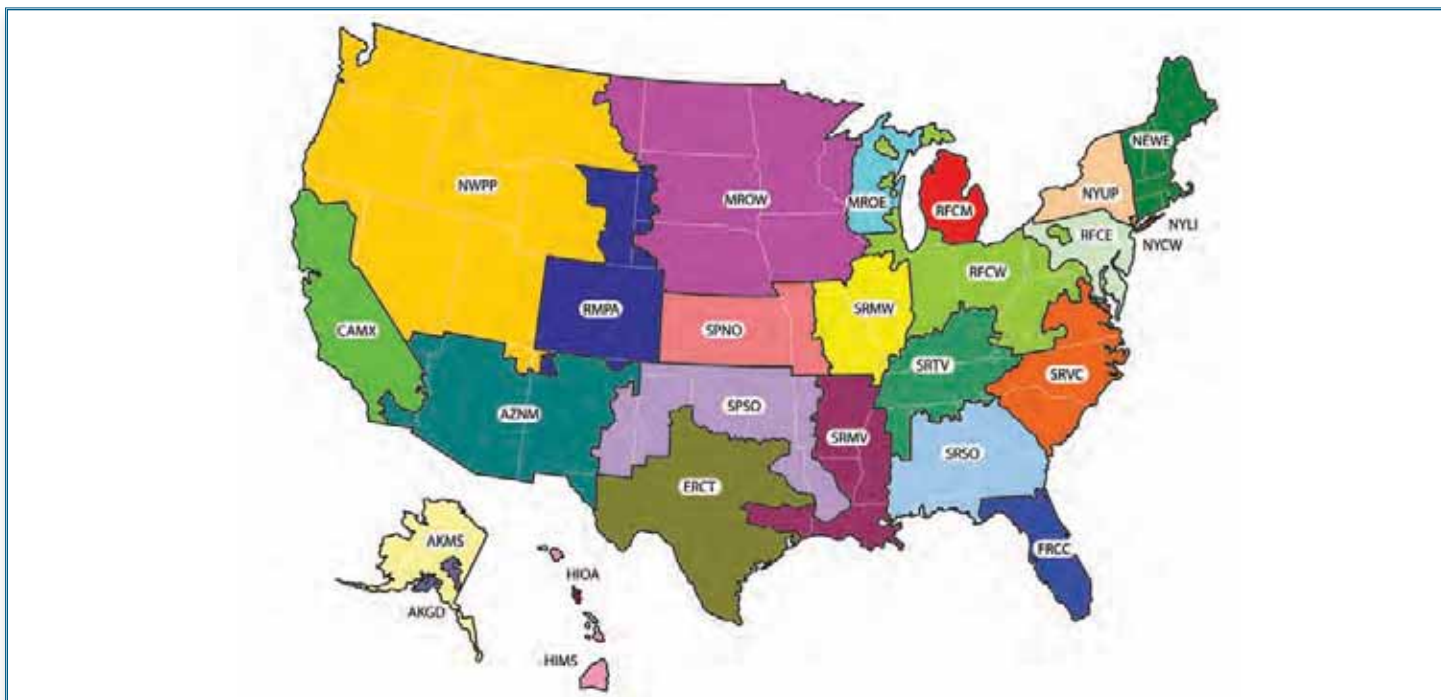 NEWE
NWPP
MROW
MROE
RFCM
NYUP
NYLI
NYCW
RFCE
RFCW
RMPA
SRMW
CAMX
SPNO
SRTV
SRVC
AZNM
SPSO
SRMV
SRSO
ERCT
FRCC
AKMS
HIOA
AKGD
HIMS